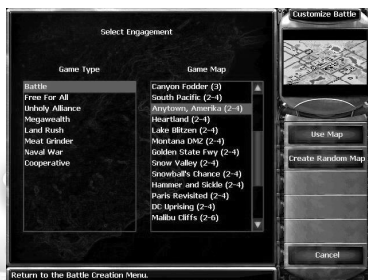 Customize Battle
Select Engagement
Game Type
Game Map
Battle
Free For All
Unholy Alliance
Megawealth
Land Rush
Meat Grinder
Naval War
Cooperative
Canyon Fodder (3)
South Pacific (2-4)
Anytown, Amerika (2-4)
Heartland (2-4)
Lake Blitzen (2-4)
Montana DMZ (2-4)
Golden State Fwy (2-4)
Snow Valley (2-4)
Snowball's Chance (2-4)
Hammer and Sickle (2-4)
Paris Revisited (2-4)
DC Uprising (2-4)
Malibu Cliffs (2-6)
Use Map
Create Random Map
Cancel
Return to the Battle Creation Menu.